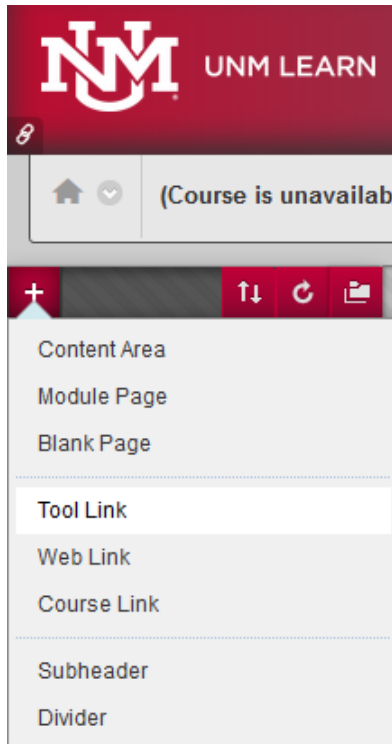 UNM UNM LEARN
(Course is unavailab
Content Area
Module Page
Blank Page
Tool Link
Web Link
Course Link
Subheader
Divider